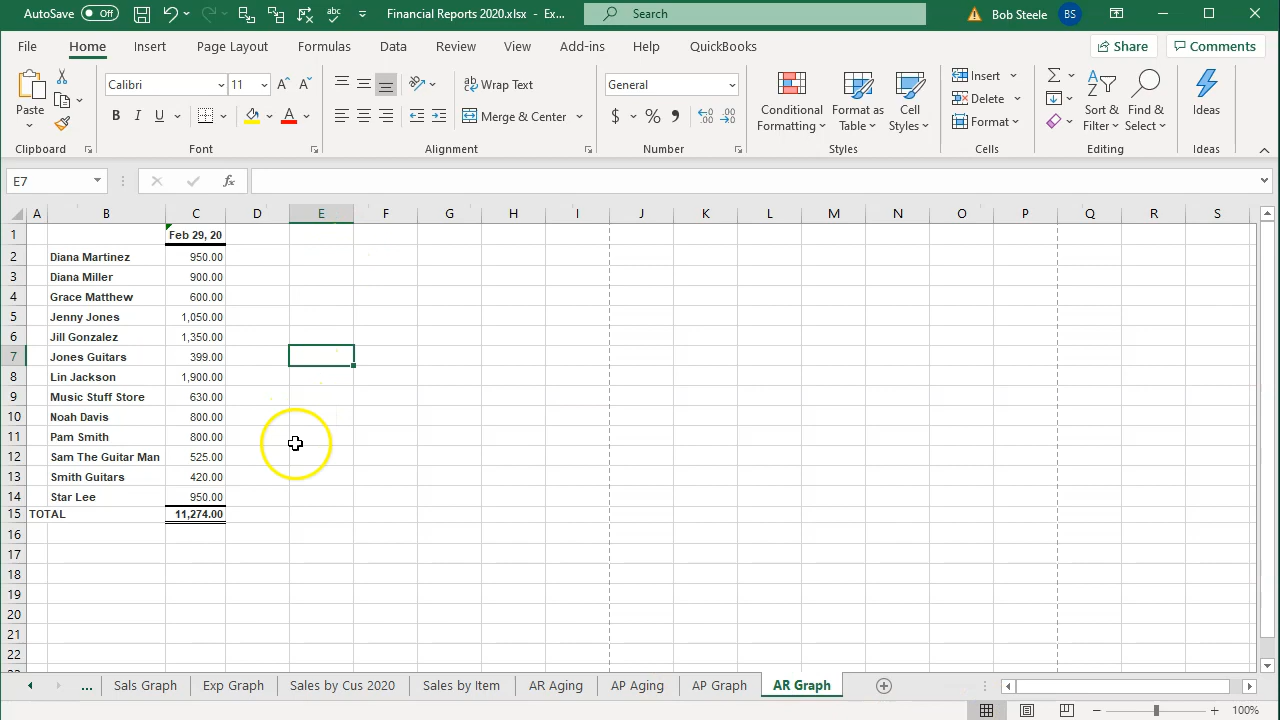 AutoSave Off Financial Reports 2020.xlsx - Ex... Search Bob Steele BS
File Home Insert Page Layout Formulas Data Review View Add-ins Help QuickBooks Share Comments
Paste
Calibri 11
B I U
Wrap Text
Merge & Center
General
$ % ,
Conditional Formatting
Format as Table
Cell Styles
Insert
Delete
Format
Sort & Filter
Find & Select
Ideas
Clipboard Font Alignment Number Styles Cells Editing Ideas
E7 fx
A B C D E F G H I J K L M N O P Q R S
1 Feb 29, 20
2 Diana Martinez 950.00
3 Diana Miller 900.00
4 Grace Matthew 600.00
5 Jenny Jones 1,050.00
6 Jill Gonzalez 1,350.00
7 Jones Guitars 399.00
8 Lin Jackson 1,900.00
9 Music Stuff Store 630.00
10 Noah Davis 800.00
11 Pam Smith 800.00
12 Sam The Guitar Man 525.00
13 Smith Guitars 420.00
14 Star Lee 950.00
15 TOTAL 11,274.00
16
17
18
19
20
21
22
... Sals Graph Exp Graph Sales by Cus 2020 Sales by Item AR Aging AP Aging AP Graph AR Graph
100%